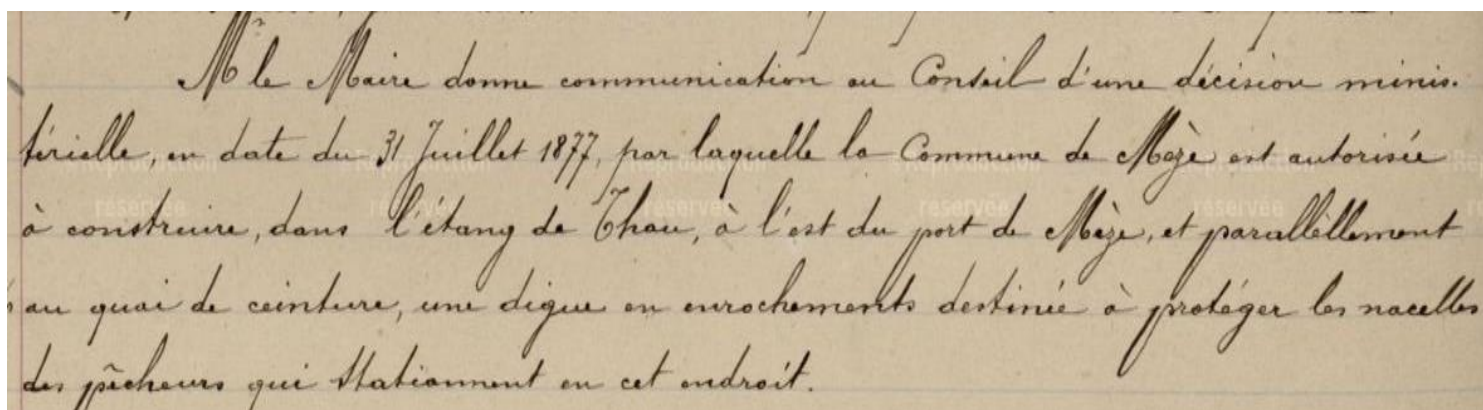 Mr le Maire donne communication au Conseil d'une décision minis-
térielle, en date du 31 Juillet 1877, par laquelle la Commune de Mèze est autorisée
à construire, dans l'étang de Thau, à l'est du port de Mèze, et parallèllement
au quai de ceinture, une digue en enrochements destinée à protéger les nacelles
des pêcheurs qui stationnent en cet endroit.